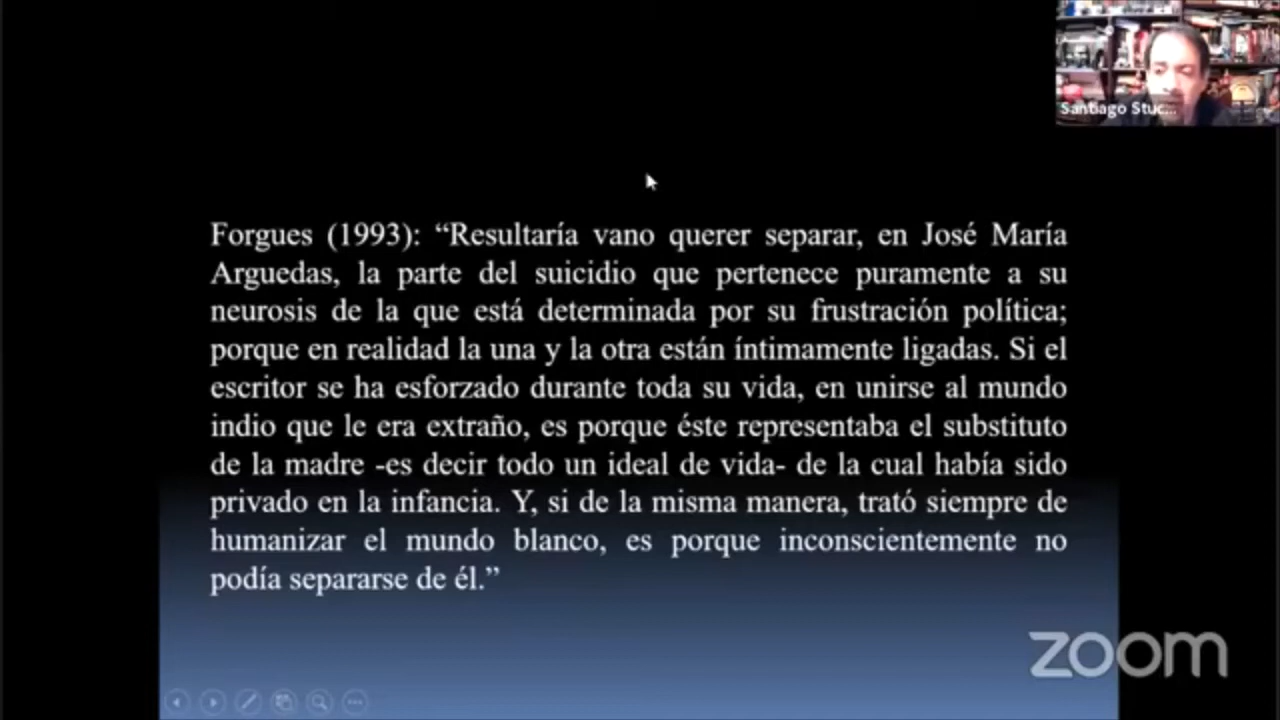 Santiago Stuc...
Forgues (1993): “Resultaría vano querer separar, en José María
Arguedas, la parte del suicidio que pertenece puramente a su
neurosis de la que está determinada por su frustración política;
porque en realidad la una y la otra están íntimamente ligadas. Si el
escritor se ha esforzado durante toda su vida, en unirse al mundo
indio que le era extraño, es porque éste representaba el substituto
de la madre -es decir todo un ideal de vida- de la cual había sido
privado en la infancia. Y, si de la misma manera, trató siempre de
humanizar el mundo blanco, es porque inconscientemente no
podía separarse de él.”
zoom